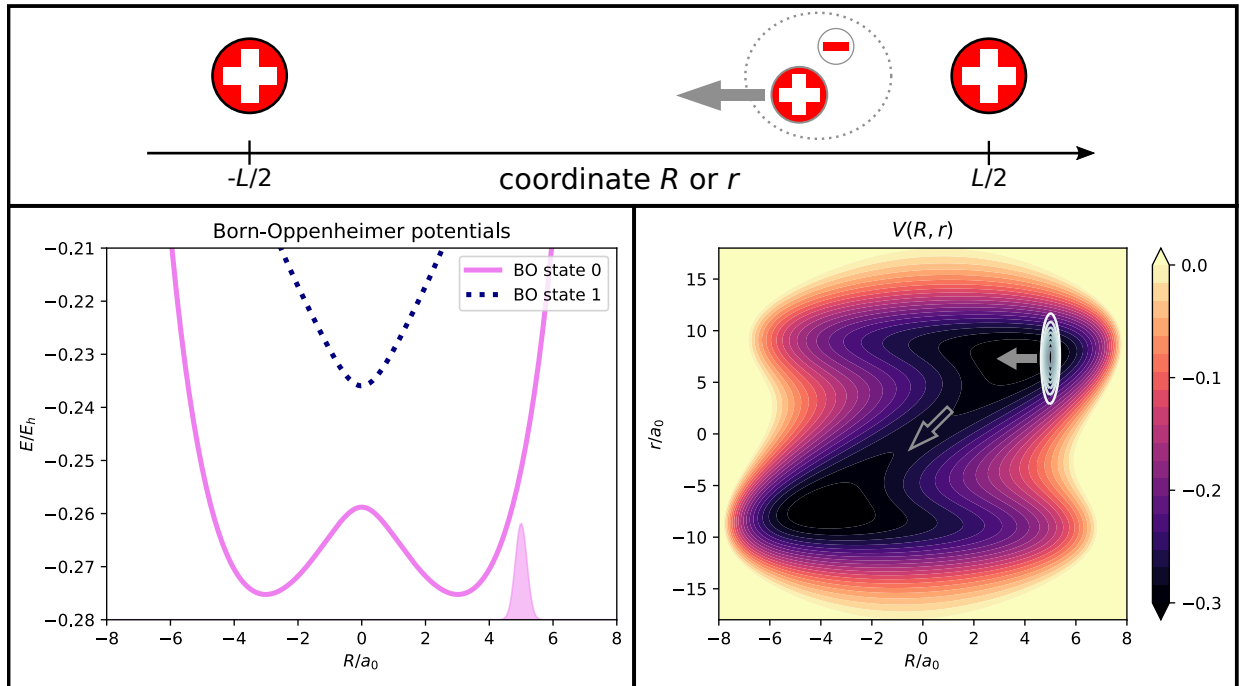 -L/2
coordinate R or r
L/2
Born-Oppenheimer potentials
E/E_h
−0.21
−0.22
−0.23
−0.24
−0.25
−0.26
−0.27
−0.28
BO state 0
BO state 1
−8 −6 −4 −2 0 2 4 6 8
R/a_0
V(R, r)
r/a_0
15
10
5
0
−5
−10
−15
−8 −6 −4 −2 0 2 4 6 8
R/a_0
0.0
−0.1
−0.2
−0.3